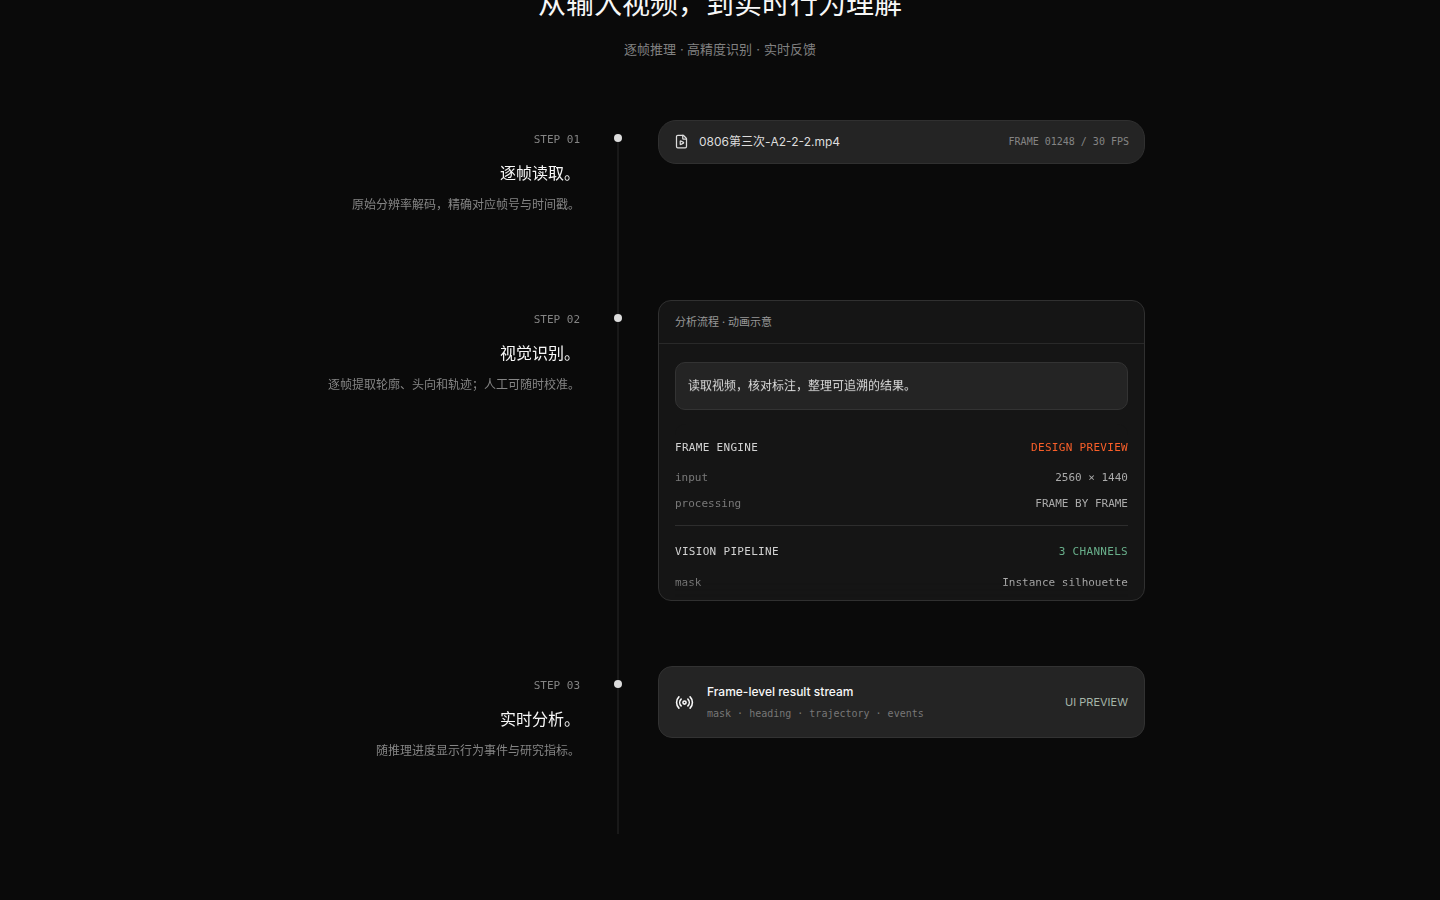 从输入视频，到实时行为理解
逐帧推理 · 高精度识别 · 实时反馈
STEP 01
逐帧读取。
原始分辨率解码，精确对应帧号与时间戳。
0806第三次-A2-2-2.mp4
FRAME 01248 / 30 FPS
STEP 02
视觉识别。
逐帧提取轮廓、头向和轨迹；人工可随时校准。
分析流程 · 动画示意
读取视频，核对标注，整理可追溯的结果。
FRAME ENGINE
DESIGN PREVIEW
input
2560 × 1440
processing
FRAME BY FRAME
VISION PIPELINE
3 CHANNELS
mask
Instance silhouette
STEP 03
实时分析。
随推理进度显示行为事件与研究指标。
Frame-level result stream
mask · heading · trajectory · events
UI PREVIEW